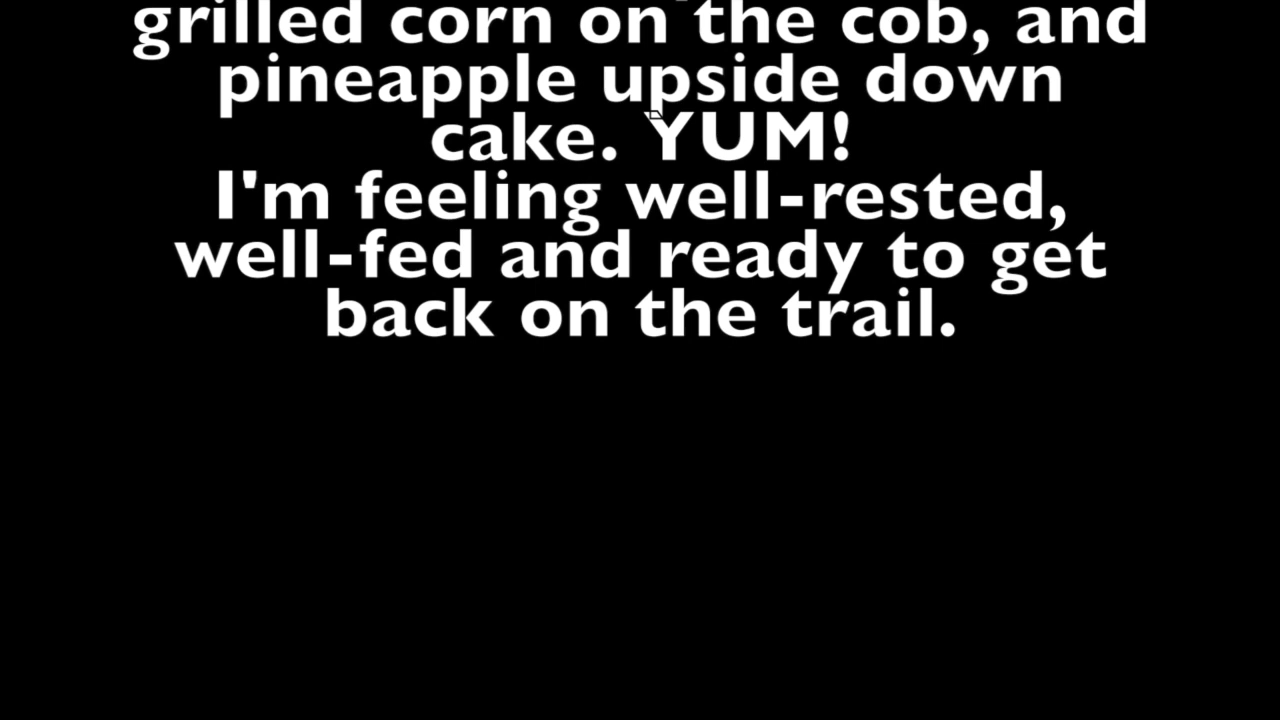 grilled corn on the cob, and
pineapple upside down
cake. YUM!
I'm feeling well-rested,
well-fed and ready to get
back on the trail.